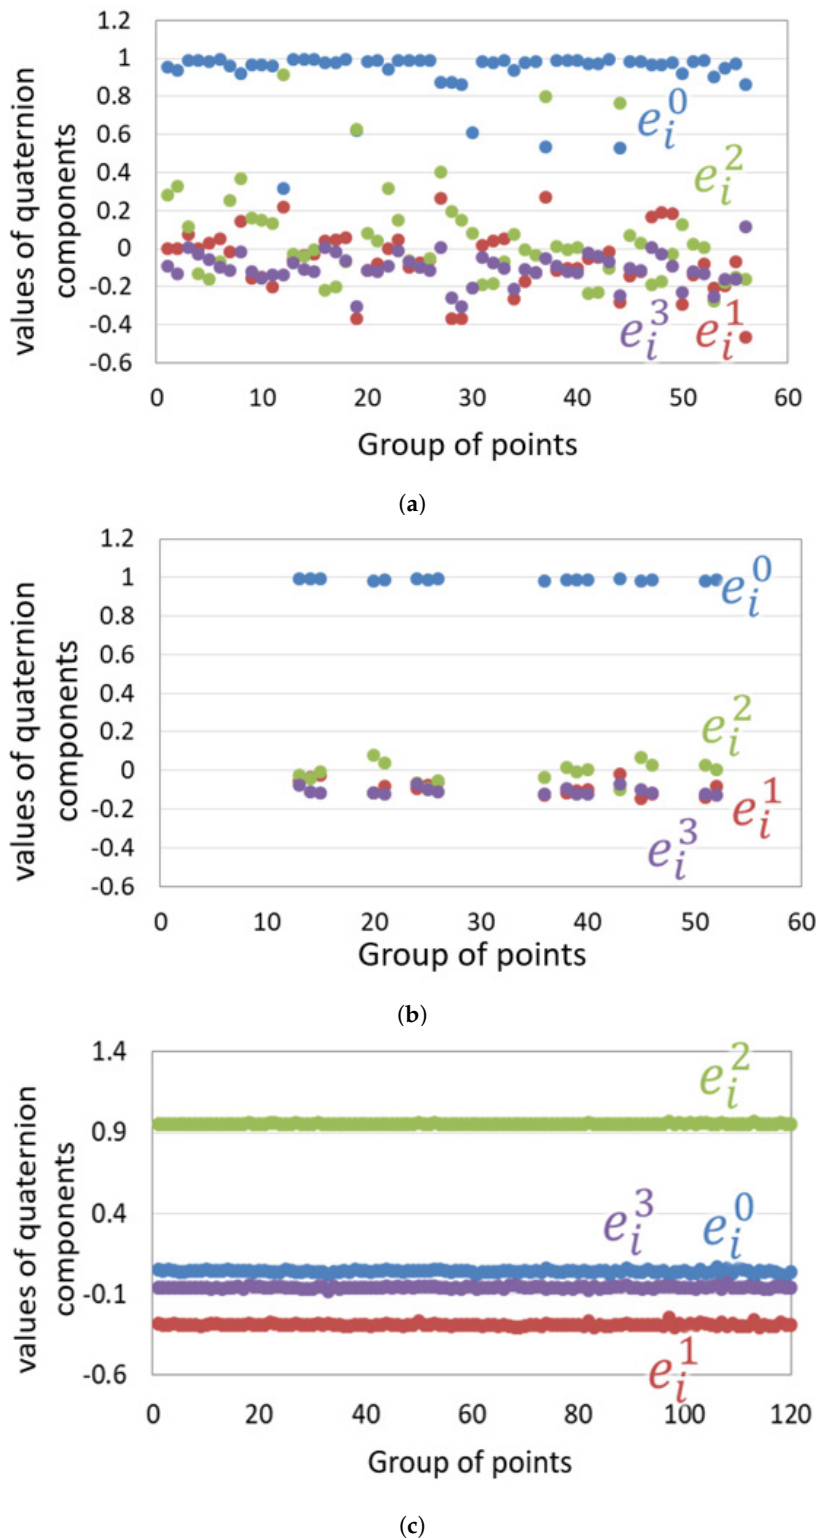 values of quaternion
components
1.2
1
0.8
0.6
0.4
0.2
0
-0.2
-0.4
-0.6
e_i^0
e_i^2
e_i^3 e_i^1
0 10 20 30 40 50 60
Group of points
(a)
values of quaternion
components
1.2
1
0.8
0.6
0.4
0.2
0
-0.2
-0.4
-0.6
e_i^0
e_i^2
e_i^1
e_i^3
0 10 20 30 40 50 60
Group of points
(b)
values of quaternion
components
1.4
0.9
0.4
-0.1
-0.6
e_i^2
e_i^3 e_i^0
e_i^1
0 20 40 60 80 100 120
Group of points
(c)